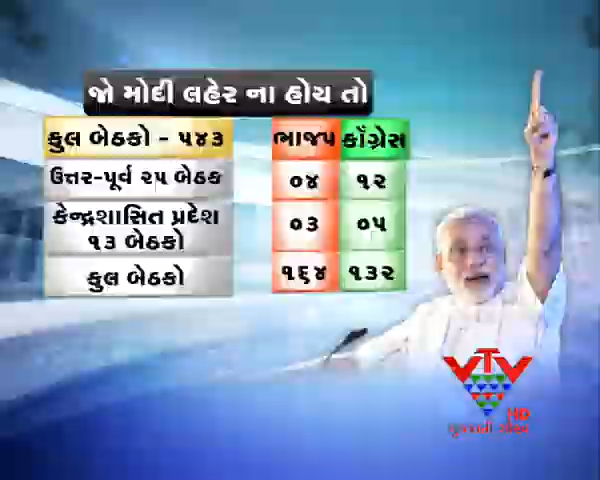 જો મોદી લહેર ના હોય તો
કુલ બેઠકો - ૫૪૩ ભાજપ કોંગ્રેસ
ઉત્તર-પૂર્વ ૨૫ બેઠક ૦૪ ૧૨
કેન્દ્રશાસિત પ્રદેશ
૧૩ બેઠકો ૦૩ ૦૫
કુલ બેઠકો ૧૬૪ ૧૩૨
VTV
HD